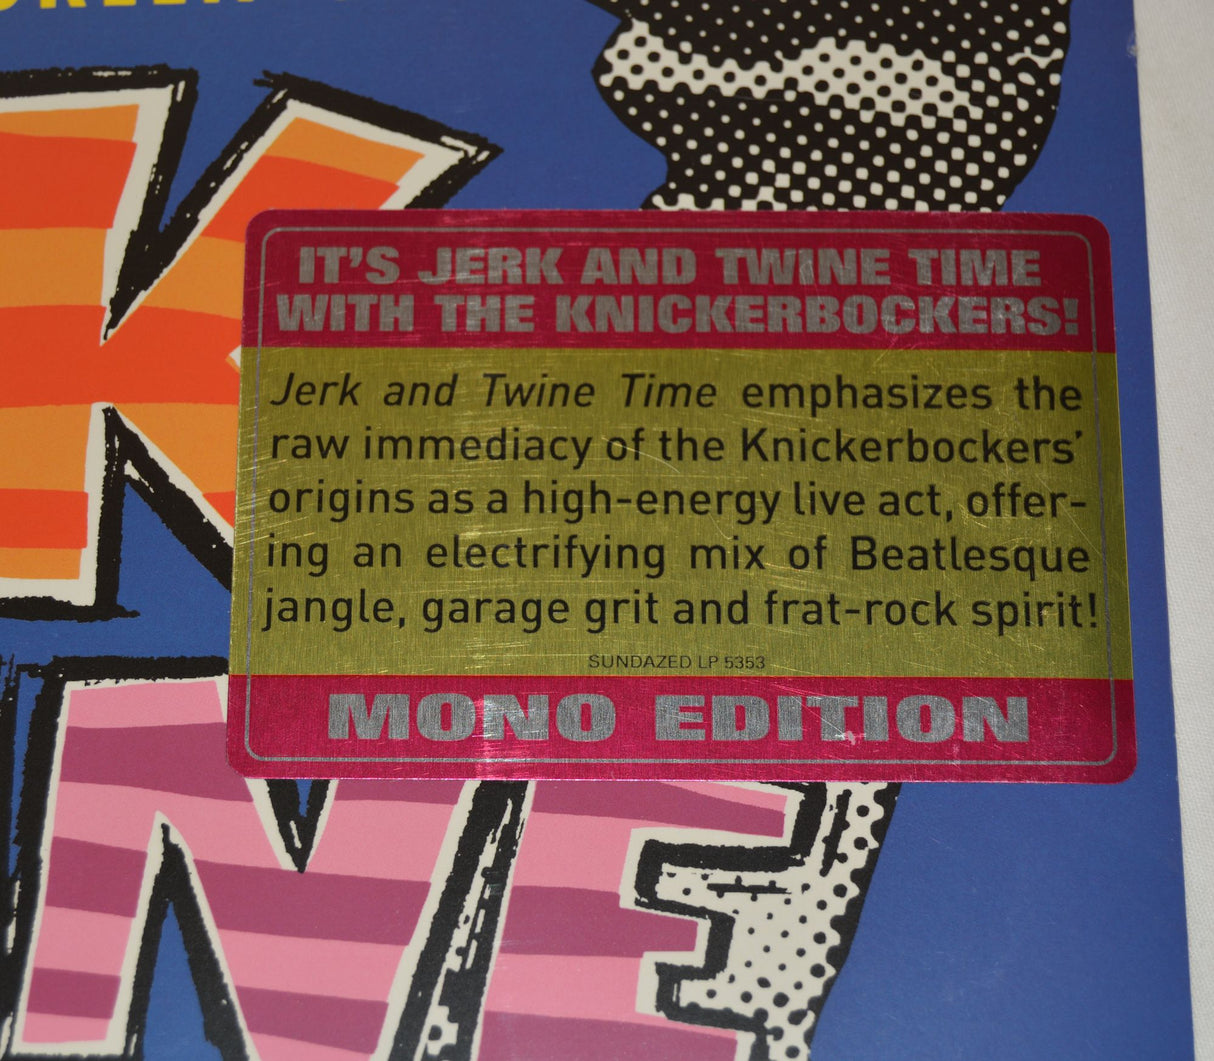 K
IT'S JERK AND TWINE TIME
WITH THE KNICKERBOCKERS!
Jerk and Twine Time emphasizes the
raw immediacy of the Knickerbockers'
origins as a high-energy live act, offer-
ing an electrifying mix of Beatlesque
jangle, garage grit and frat-rock spirit!
SUNDAZED LP 5353
MONO EDITION
NE